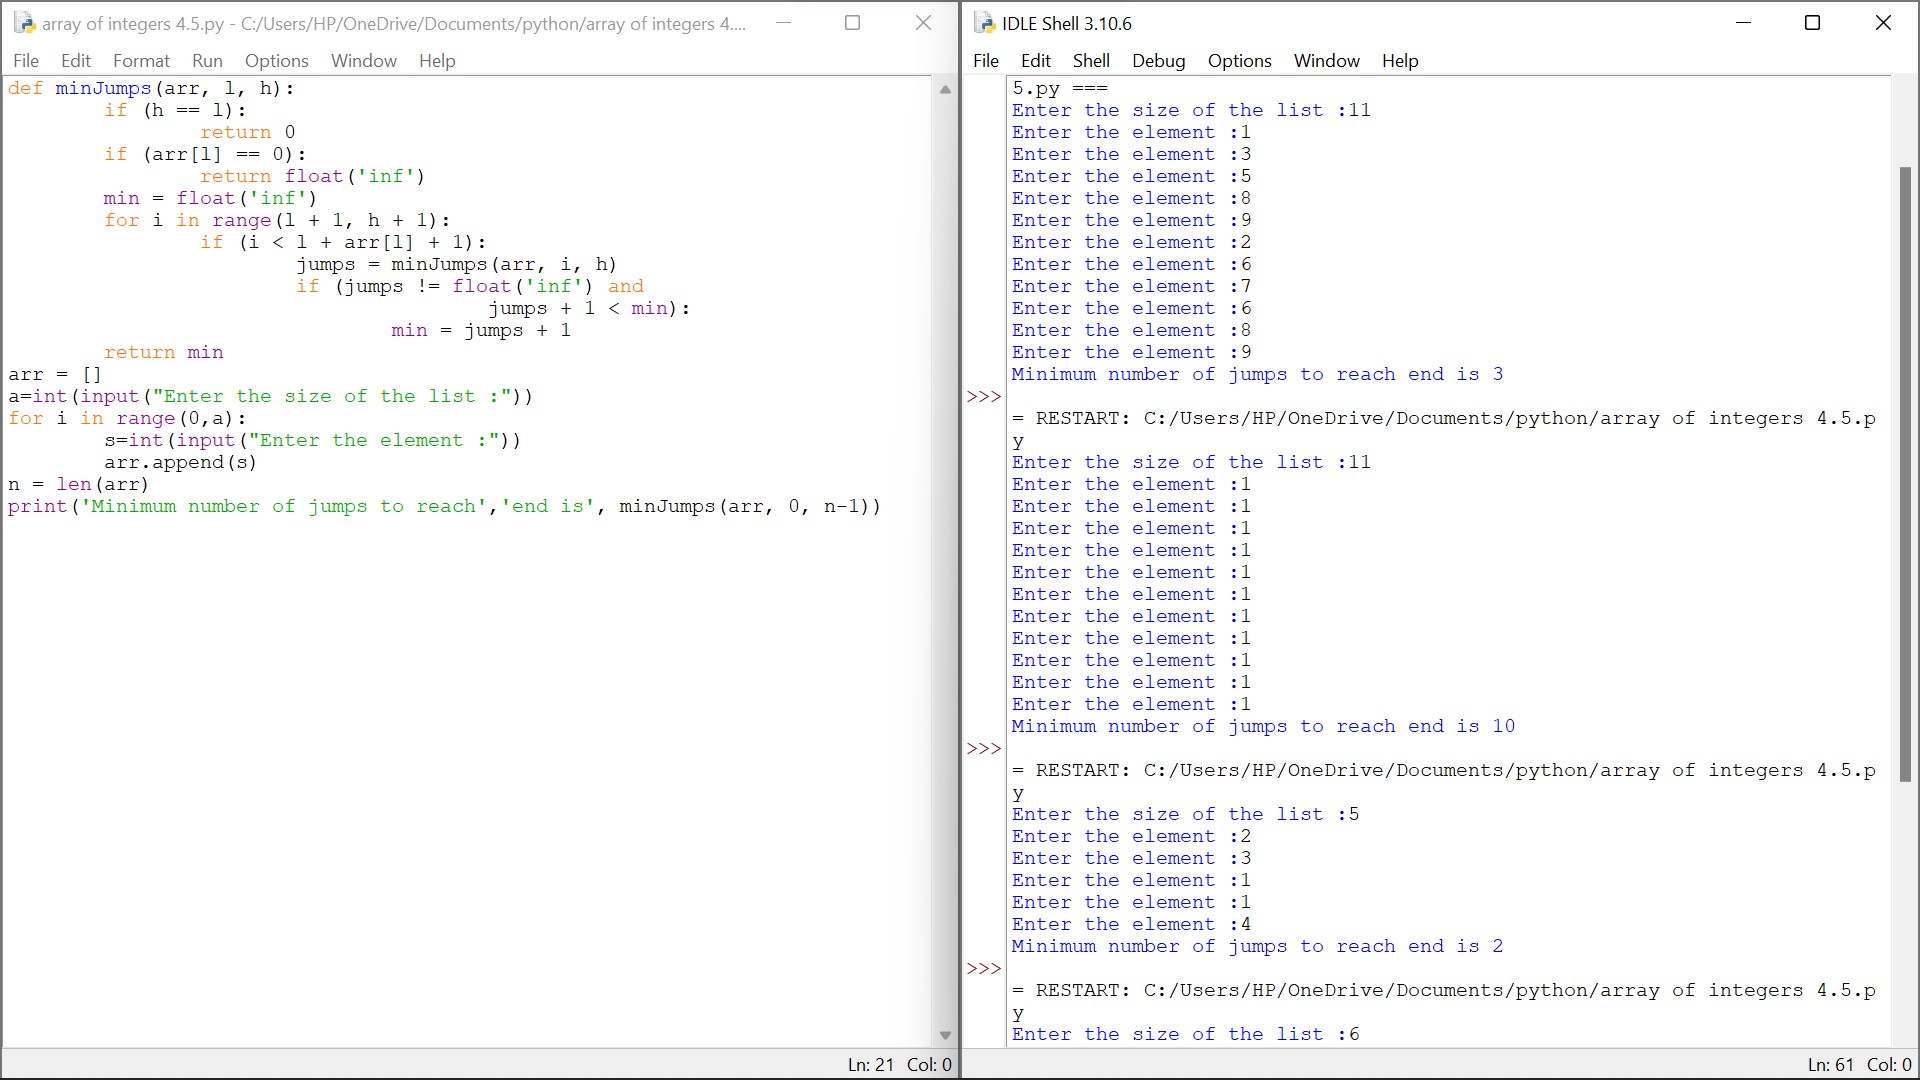 array of integers 4.5.py - C:/Users/HP/OneDrive/Documents/python/array of integers 4....
File Edit Format Run Options Window Help
def minJumps(arr, l, h):
        if (h == l):
                return 0
        if (arr[l] == 0):
                return float('inf')
        min = float('inf')
        for i in range(l + 1, h + 1):
                if (i < l + arr[l] + 1):
                        jumps = minJumps(arr, i, h)
                        if (jumps != float('inf') and
                                        jumps + 1 < min):
                                min = jumps + 1
        return min
arr = []
a=int(input("Enter the size of the list :"))
for i in range(0,a):
        s=int(input("Enter the element :"))
        arr.append(s)
n = len(arr)
print('Minimum number of jumps to reach','end is', minJumps(arr, 0, n-1))
Ln: 21 Col: 0
IDLE Shell 3.10.6
File Edit Shell Debug Options Window Help
5.py ===
Enter the size of the list :11
Enter the element :1
Enter the element :3
Enter the element :5
Enter the element :8
Enter the element :9
Enter the element :2
Enter the element :6
Enter the element :7
Enter the element :6
Enter the element :8
Enter the element :9
Minimum number of jumps to reach end is 3
>>>
= RESTART: C:/Users/HP/OneDrive/Documents/python/array of integers 4.5.p
y
Enter the size of the list :11
Enter the element :1
Enter the element :1
Enter the element :1
Enter the element :1
Enter the element :1
Enter the element :1
Enter the element :1
Enter the element :1
Enter the element :1
Enter the element :1
Enter the element :1
Minimum number of jumps to reach end is 10
>>>
= RESTART: C:/Users/HP/OneDrive/Documents/python/array of integers 4.5.p
y
Enter the size of the list :5
Enter the element :2
Enter the element :3
Enter the element :1
Enter the element :1
Enter the element :4
Minimum number of jumps to reach end is 2
>>>
= RESTART: C:/Users/HP/OneDrive/Documents/python/array of integers 4.5.p
y
Enter the size of the list :6
Ln: 61 Col: 0